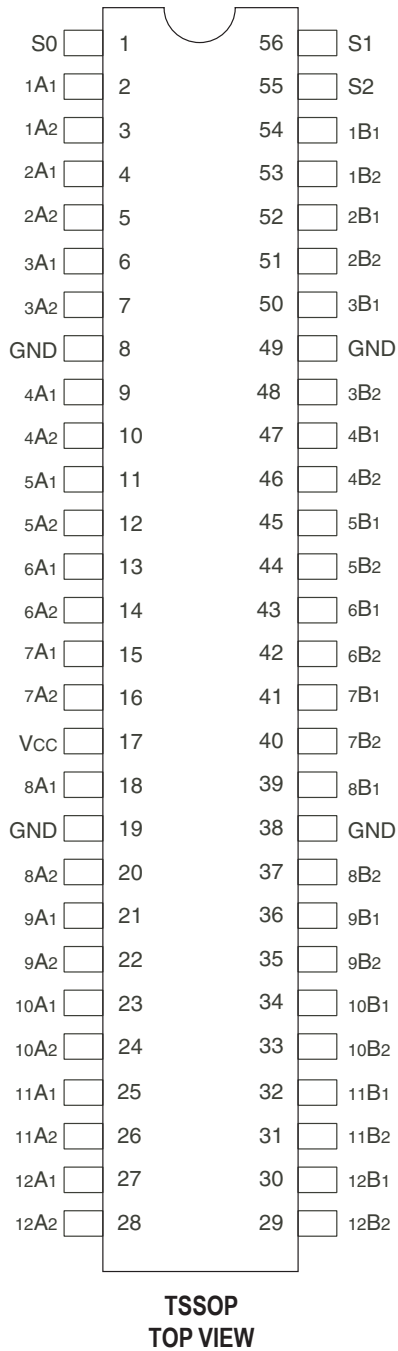 S0 1 56 S1
1A1 2 55 S2
1A2 3 54 1B1
2A1 4 53 1B2
2A2 5 52 2B1
3A1 6 51 2B2
3A2 7 50 3B1
GND 8 49 GND
4A1 9 48 3B2
4A2 10 47 4B1
5A1 11 46 4B2
5A2 12 45 5B1
6A1 13 44 5B2
6A2 14 43 6B1
7A1 15 42 6B2
7A2 16 41 7B1
VCC 17 40 7B2
8A1 18 39 8B1
GND 19 38 GND
8A2 20 37 8B2
9A1 21 36 9B1
9A2 22 35 9B2
10A1 23 34 10B1
10A2 24 33 10B2
11A1 25 32 11B1
11A2 26 31 11B2
12A1 27 30 12B1
12A2 28 29 12B2
TSSOP
TOP VIEW